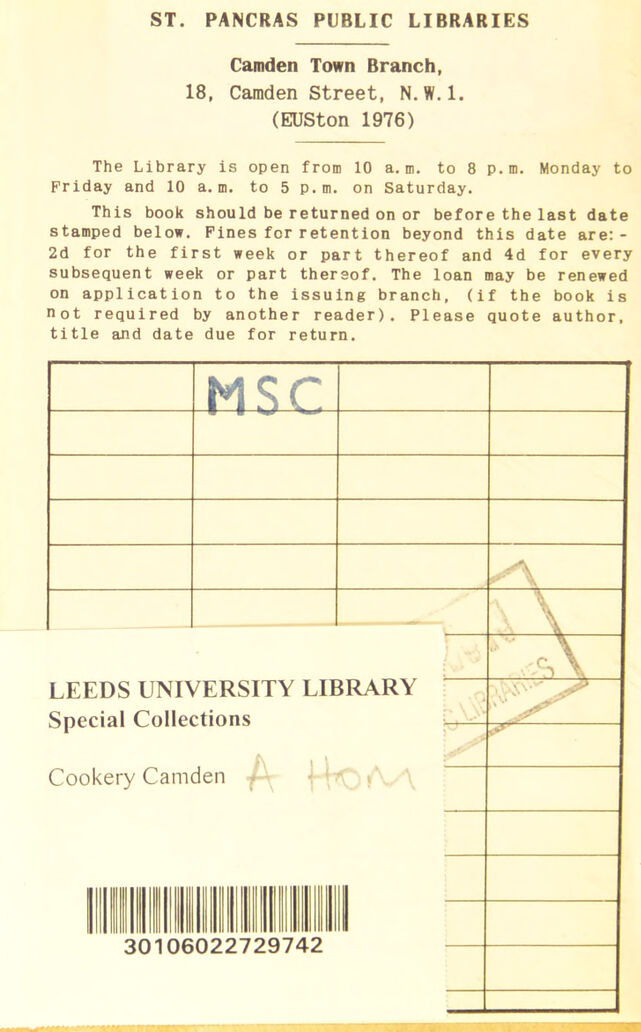 ST. PANCRAS PUBLIC LIBRARIES
Camden Town Branch,
18, Camden Street, N.W.1.
(EUSton 1976)
The Library is open from 10 a.m. to 8 p.m. Monday to
Friday and 10 a.m. to 5 p.m. on Saturday.
This book should be returned on or before the last date
stamped below. Fines for retention beyond this date are:-
2d for the first week or part thereof and 4d for every
subsequent week or part thereof. The loan may be renewed
on application to the issuing branch, (if the book is
not required by another reader). Please quote author,
title and date due for return.
MSC
LIBRARIES
LEEDS UNIVERSITY LIBRARY
Special Collections
Cookery Camden A HOM
30106022729742